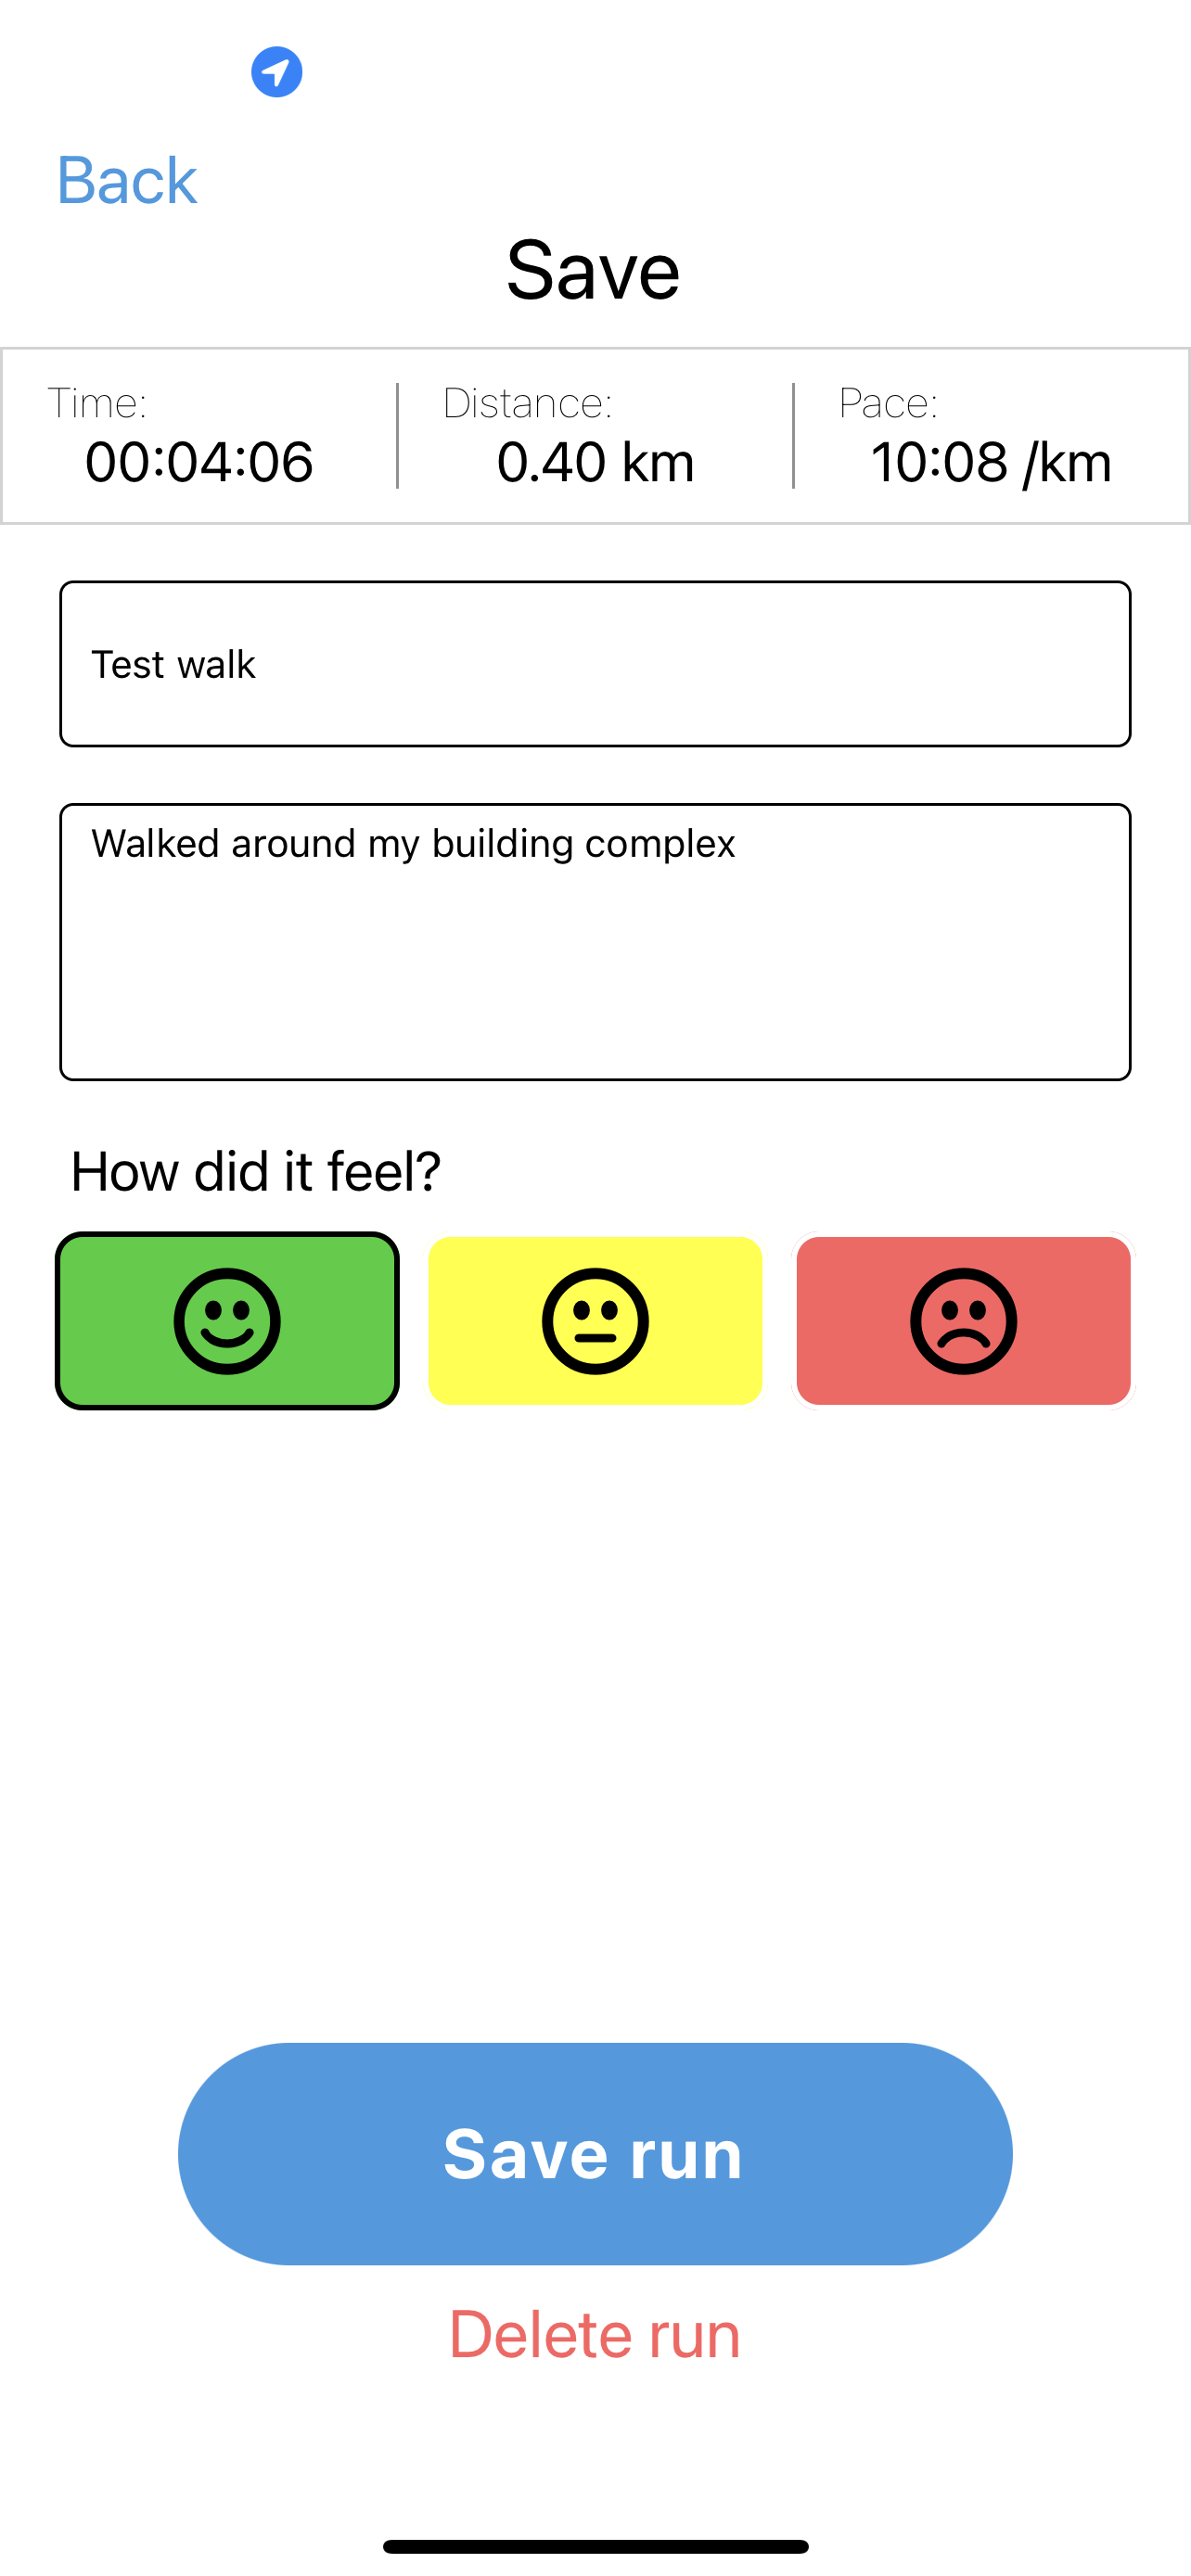 Back
Save
Time:
00:04:06
Distance:
0.40 km
Pace:
10:08 /km
Test walk
Walked around my building complex
How did it feel?
Save run
Delete run